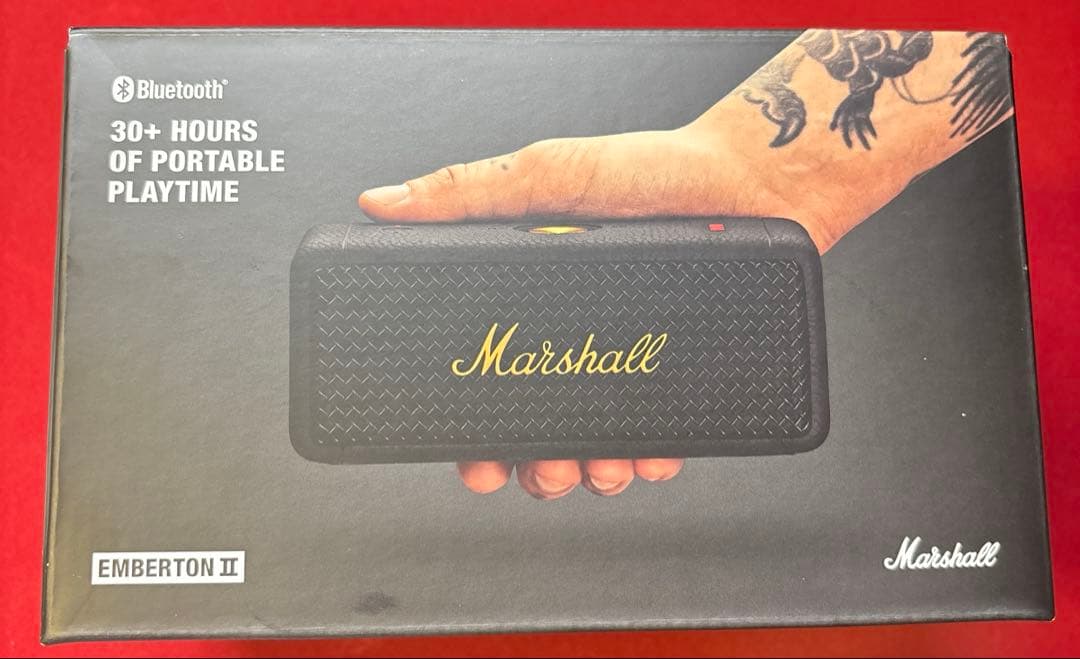 Bluetooth®
30+ HOURS
OF PORTABLE
PLAYTIME
Marshall
EMBERTON II
Marshall